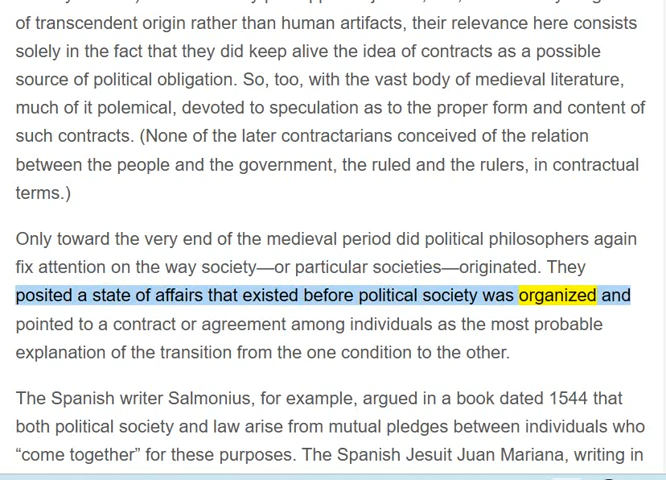 of transcendent origin rather than human artifacts, their relevance here consists
solely in the fact that they did keep alive the idea of contracts as a possible
source of political obligation. So, too, with the vast body of medieval literature,
much of it polemical, devoted to speculation as to the proper form and content of
such contracts. (None of the later contractarians conceived of the relation
between the people and the government, the ruled and the rulers, in contractual
terms.)
Only toward the very end of the medieval period did political philosophers again
fix attention on the way society—or particular societies—originated. They
posited a state of affairs that existed before political society was organized and
pointed to a contract or agreement among individuals as the most probable
explanation of the transition from the one condition to the other.
The Spanish writer Salmonius, for example, argued in a book dated 1544 that
both political society and law arise from mutual pledges between individuals who
“come together” for these purposes. The Spanish Jesuit Juan Mariana, writing in